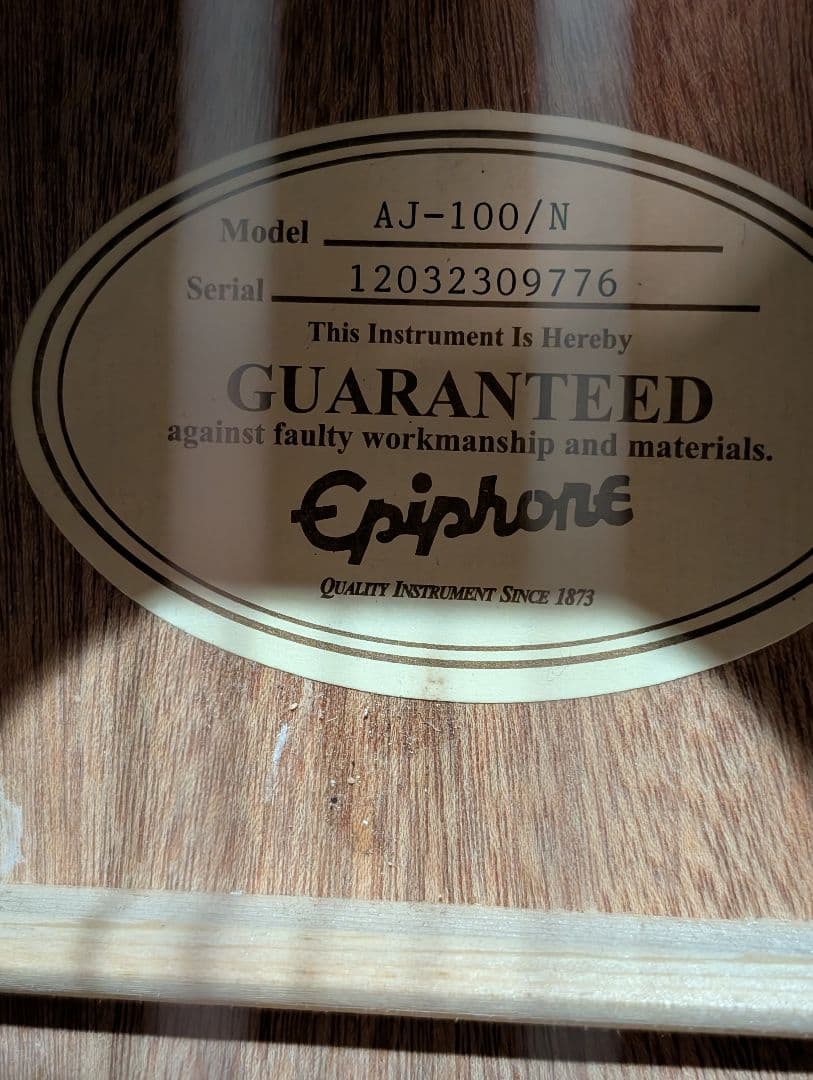 Model AJ-100/N
Serial 12032309776
This Instrument Is Hereby
GUARANTEED
against faulty workmanship and materials.
Epiphone
QUALITY INSTRUMENT SINCE 1873